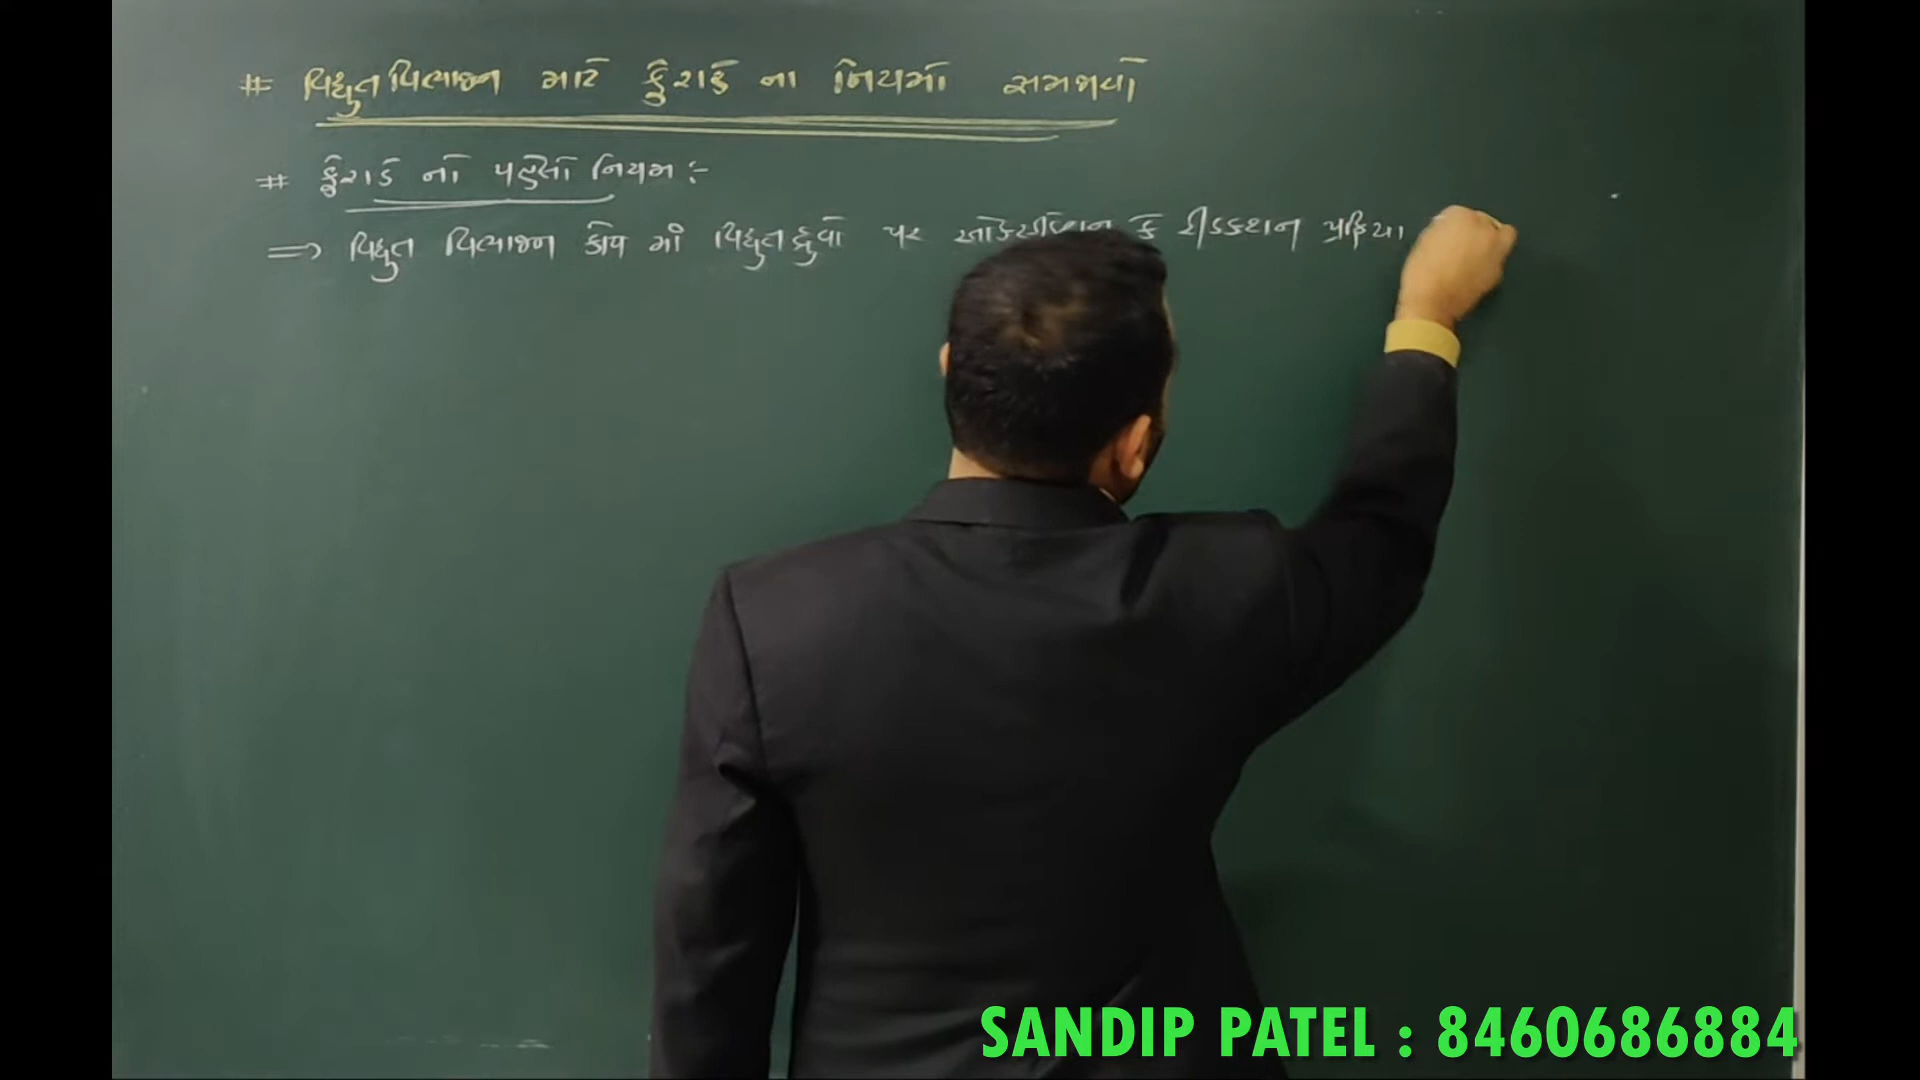 # વિદ્યુતવિભાજન માટે ફેરાડે ના નિયમો સમજાવો
# ફેરાડે નો પહેલો નિયમ :-
⇒ વિદ્યુત વિભાજન કોષ માં વિદ્યુતધ્રુવો પર ઓક્સીડેશન કે રીડક્શન પ્રક્રિયા
SANDIP PATEL : 8460686884